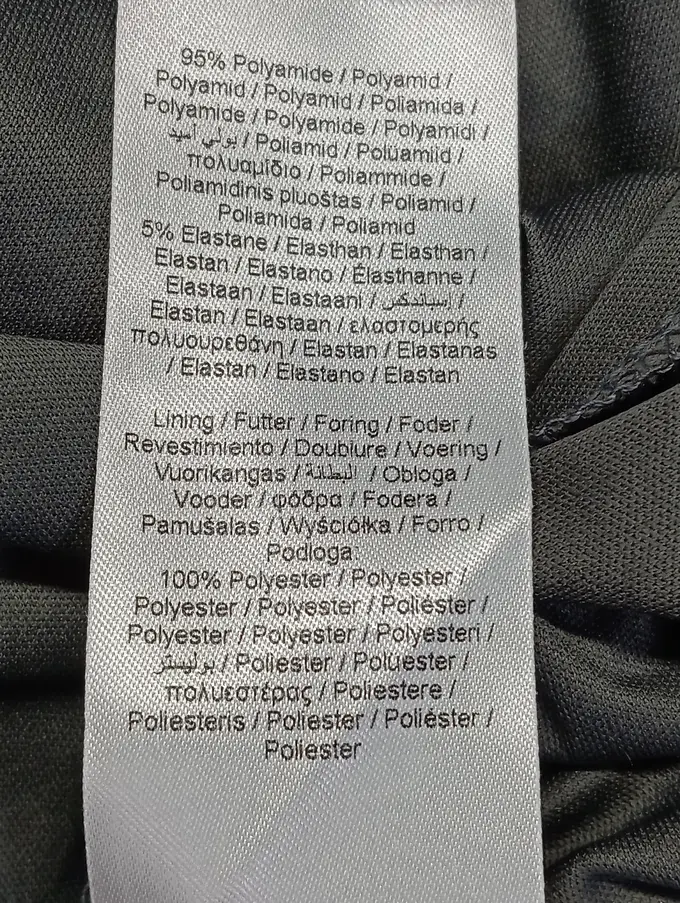 95% Polyamide / Polyamid /
Polyamid / Polyamid / Poliamida /
Polyamide / Polyamide / Polyamidi /
بولي أميد / Poliamid / Polüamiid /
πολυαμίδιο / Poliammide /
Poliamidinis pluoštas / Poliamid /
Poliamida / Poliamid
5% Elastane / Elasthan / Elasthan /
Elastan / Elastano / Élasthanne /
Elastaan / Elastaani / إسباندكس /
Elastan / Elastaan / ελαστομερής
πολυουρεθάνη / Elastan / Elastanas
/ Elastan / Elastano / Elastan
Lining / Futter / Foring / Foder /
Revestimiento / Doublure / Voering /
Vuorikangas / البطانة / Obloga /
Vooder / φόδρα / Fodera /
Pamušalas / Wyściółka / Forro /
Podloga:
100% Polyester / Polyester /
Polyester / Polyester / Poliéster /
Polyester / Polyester / Polyesteri /
بوليستر / Poliester / Polüester /
πολυεστέρας / Poliestere /
Poliesteris / Poliester / Poliéster /
Poliester